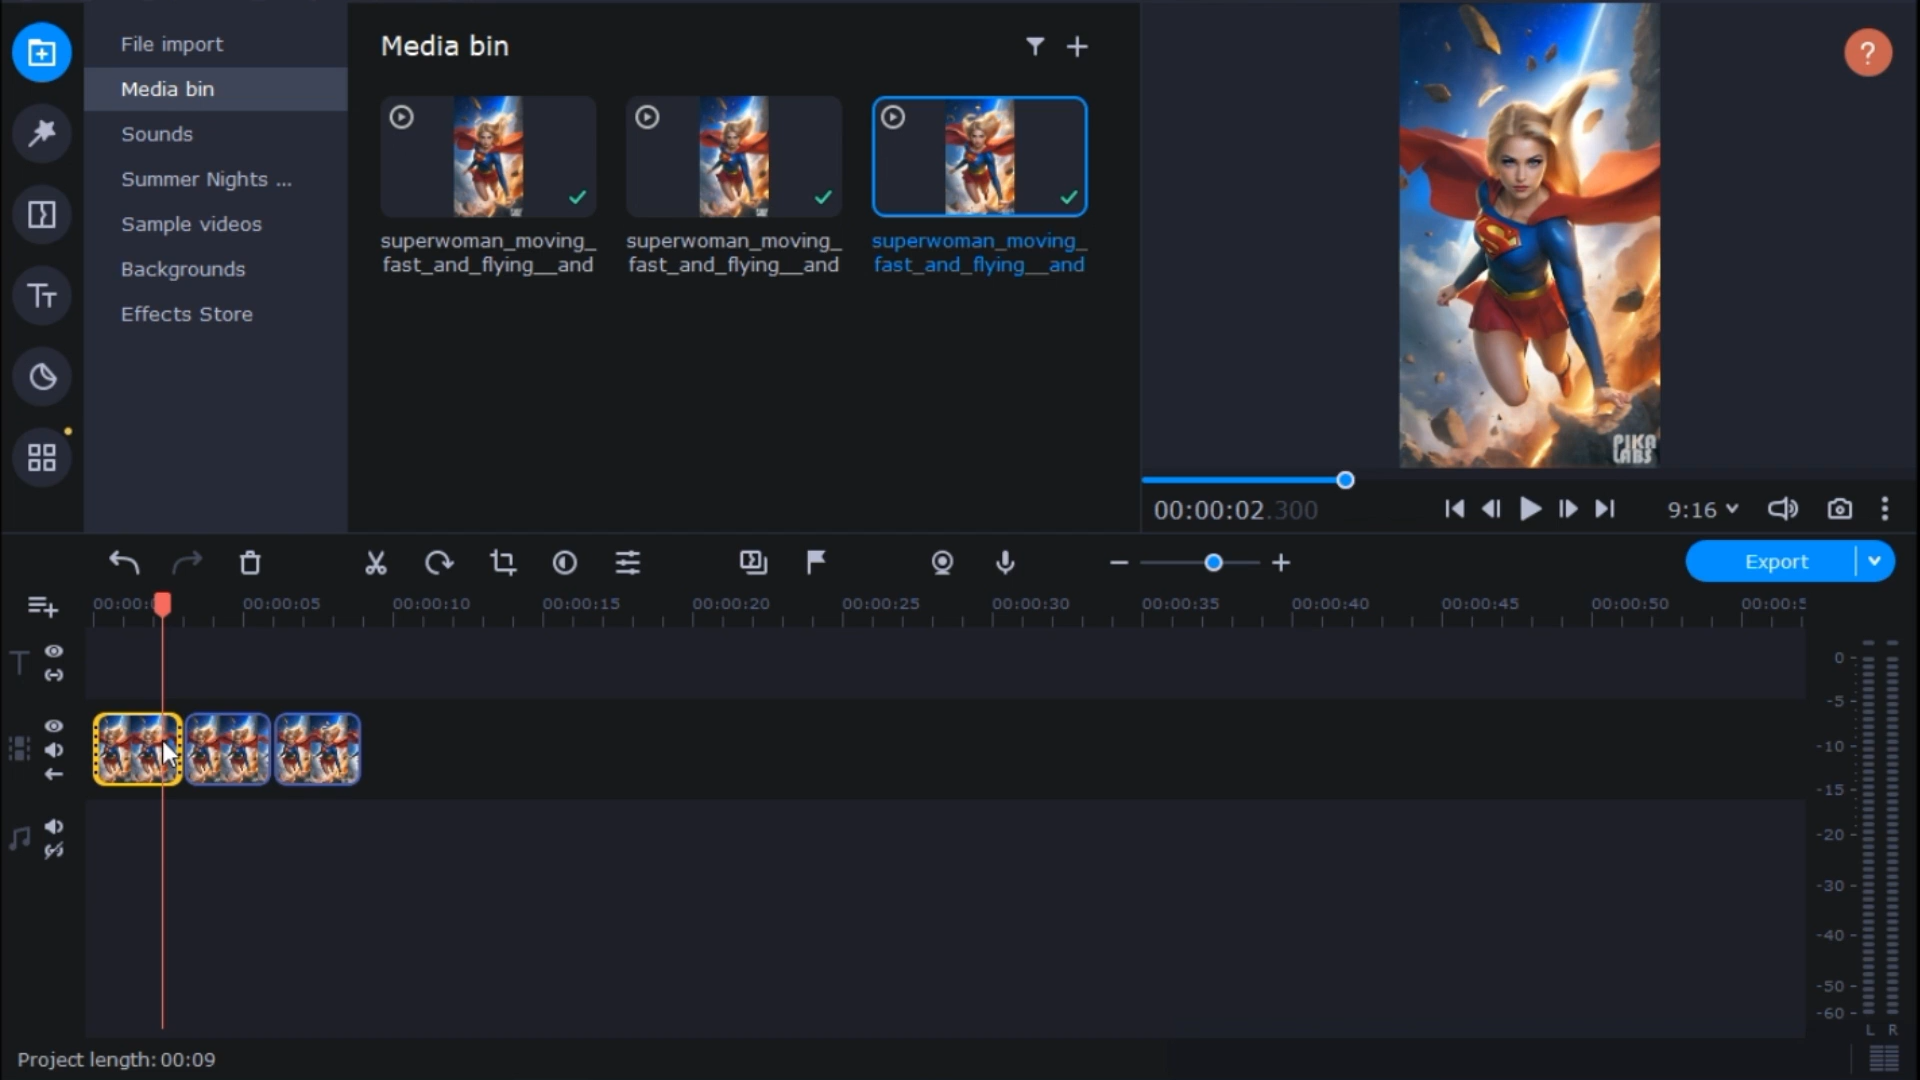 File import
Media bin
Sounds
Summer Nights ...
Sample videos
Backgrounds
Effects Store
Media bin
superwoman_moving_
fast_and_flying__and
superwoman_moving_
fast_and_flying__and
superwoman_moving_
fast_and_flying__and
?
S
PIKA
LABS
00:00:02.300
9:16
Export
00:00:05
00:00:10
00:00:15
00:00:20
00:00:25
00:00:30
00:00:35
00:00:40
00:00:45
00:00:50
Tт
T
0
-5
-10
-15
-20
-30
-40
-50
-60
L R
Project length: 00:09